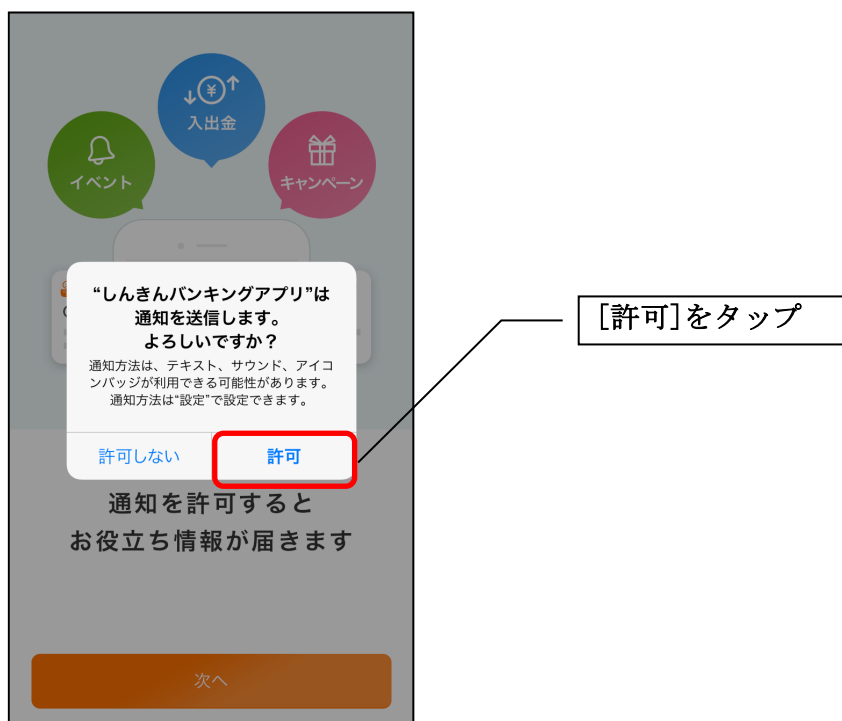 入出金
イベント
キャンペーン
“しんきんバンキングアプリ”は
通知を送信します。
よろしいですか？
通知方法は、テキスト、サウンド、アイコ
ンバッジが利用できる可能性があります。
通知方法は“設定”で設定できます。
許可しない
許可
[許可]をタップ
通知を許可すると
お役立ち情報が届きます
次へ